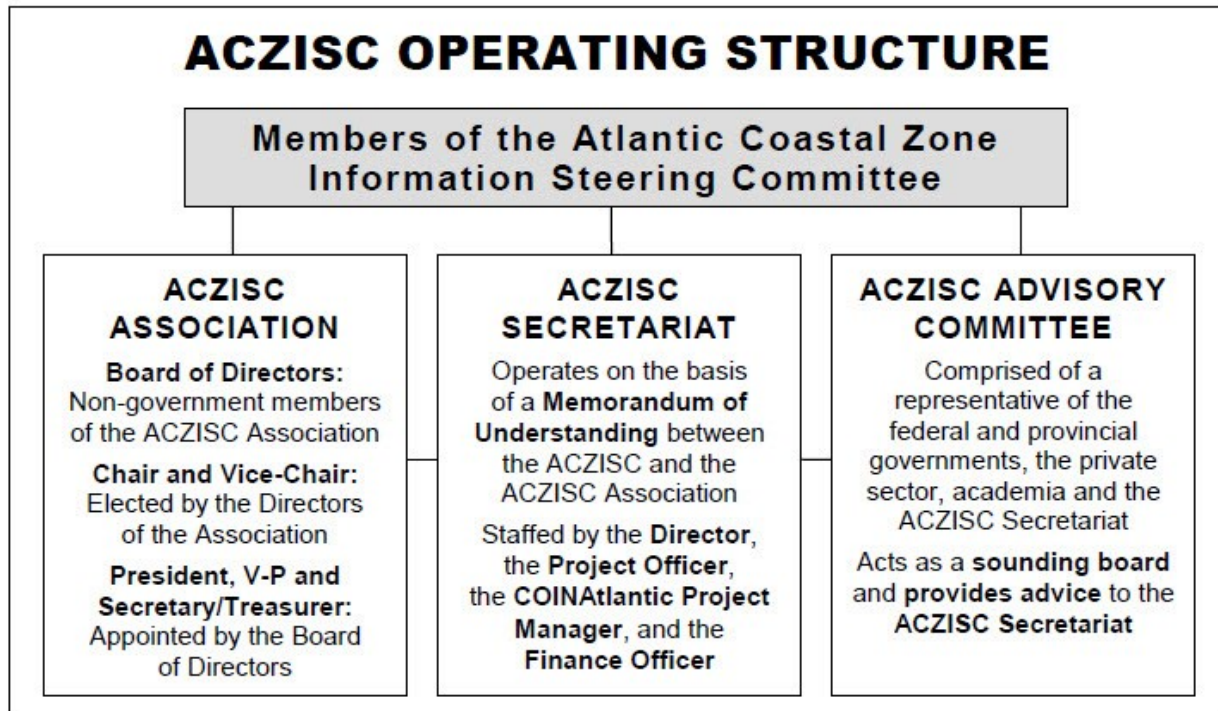 ACZISC OPERATING STRUCTURE
Members of the Atlantic Coastal Zone
Information Steering Committee
ACZISC
ASSOCIATION
Board of Directors:
Non-government members
of the ACZISC Association
Chair and Vice-Chair:
Elected by the Directors
of the Association
President, V-P and
Secretary/Treasurer:
Appointed by the Board
of Directors
ACZISC
SECRETARIAT
Operates on the basis
of a Memorandum of
Understanding between
the ACZISC and the
ACZISC Association
Staffed by the Director,
the Project Officer,
the COINAtlantic Project
Manager, and the
Finance Officer
ACZISC ADVISORY
COMMITTEE
Comprised of a
representative of the
federal and provincial
governments, the private
sector, academia and the
ACZISC Secretariat
Acts as a sounding board
and provides advice to the
ACZISC Secretariat